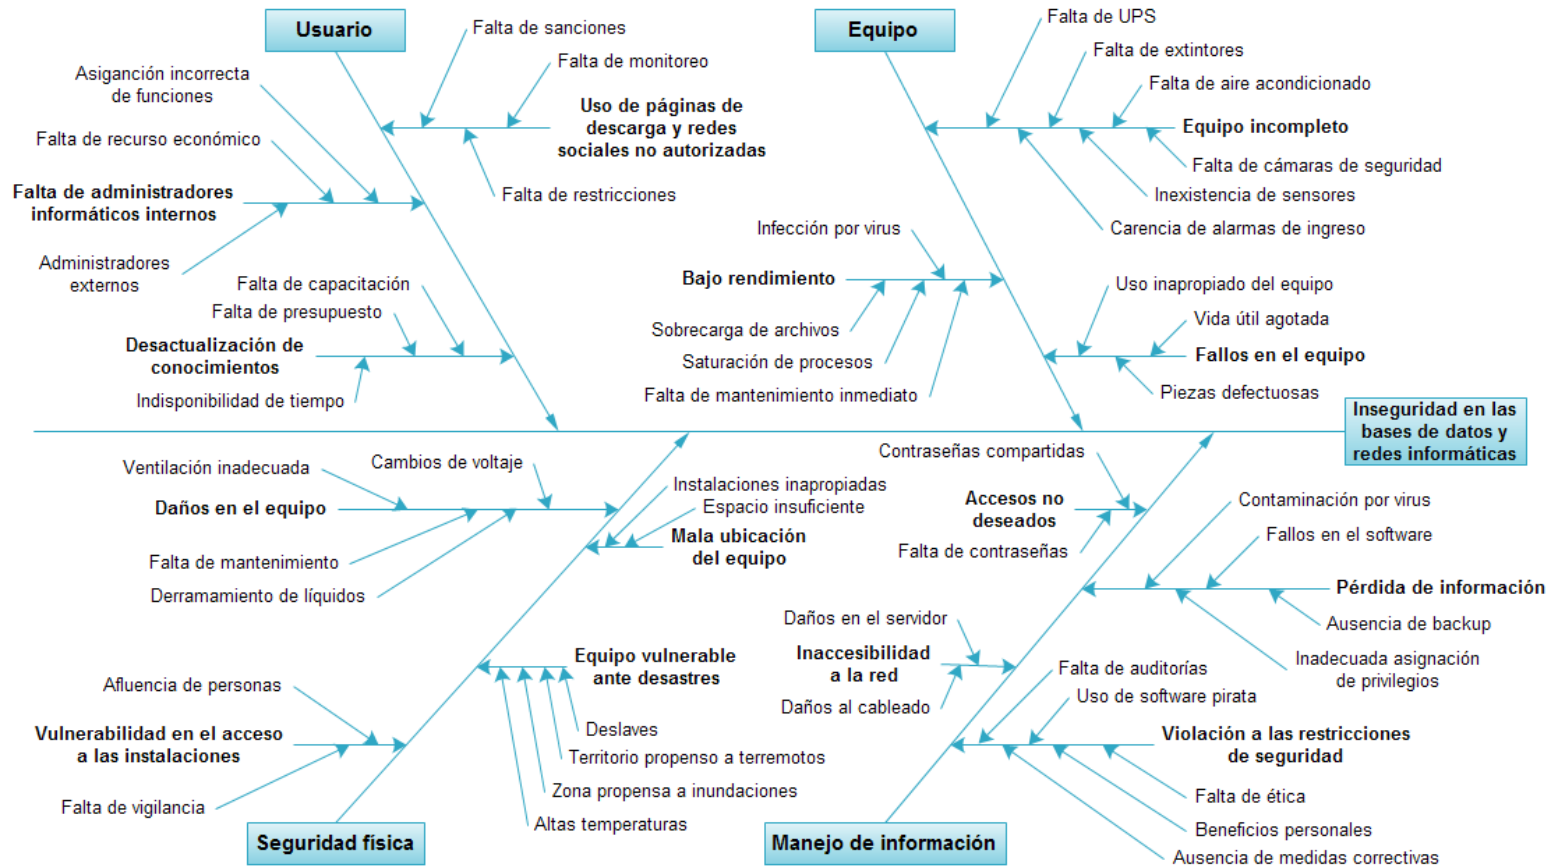 Usuario
Falta de sanciones
Falta de monitoreo
Asiganción incorrecta
de funciones
Uso de páginas de
descarga y redes
sociales no autorizadas
Falta de recurso económico
Falta de restricciones
Falta de administradores
informáticos internos
Administradores
externos
Falta de capacitación
Falta de presupuesto
Desactualización de
conocimientos
Indisponibilidad de tiempo
Equipo
Falta de UPS
Falta de extintores
Falta de aire acondicionado
Equipo incompleto
Falta de cámaras de seguridad
Inexistencia de sensores
Carencia de alarmas de ingreso
Infección por virus
Bajo rendimiento
Sobrecarga de archivos
Saturación de procesos
Falta de mantenimiento inmediato
Uso inapropiado del equipo
Vida útil agotada
Fallos en el equipo
Piezas defectuosas
Inseguridad en las
bases de datos y
redes informáticas
Ventilación inadecuada
Cambios de voltaje
Daños en el equipo
Falta de mantenimiento
Derramamiento de líquidos
Instalaciones inapropiadas
Espacio insuficiente
Mala ubicación
del equipo
Equipo vulnerable
ante desastres
Deslaves
Territorio propenso a terremotos
Zona propensa a inundaciones
Altas temperaturas
Afluencia de personas
Vulnerabilidad en el acceso
a las instalaciones
Falta de vigilancia
Seguridad física
Contraseñas compartidas
Accesos no
deseados
Falta de contraseñas
Contaminación por virus
Fallos en el software
Pérdida de información
Ausencia de backup
Inadecuada asignación
de privilegios
Daños en el servidor
Inaccesibilidad
a la red
Daños al cableado
Falta de auditorías
Uso de software pirata
Violación a las restricciones
de seguridad
Falta de ética
Beneficios personales
Ausencia de medidas correctivas
Manejo de información